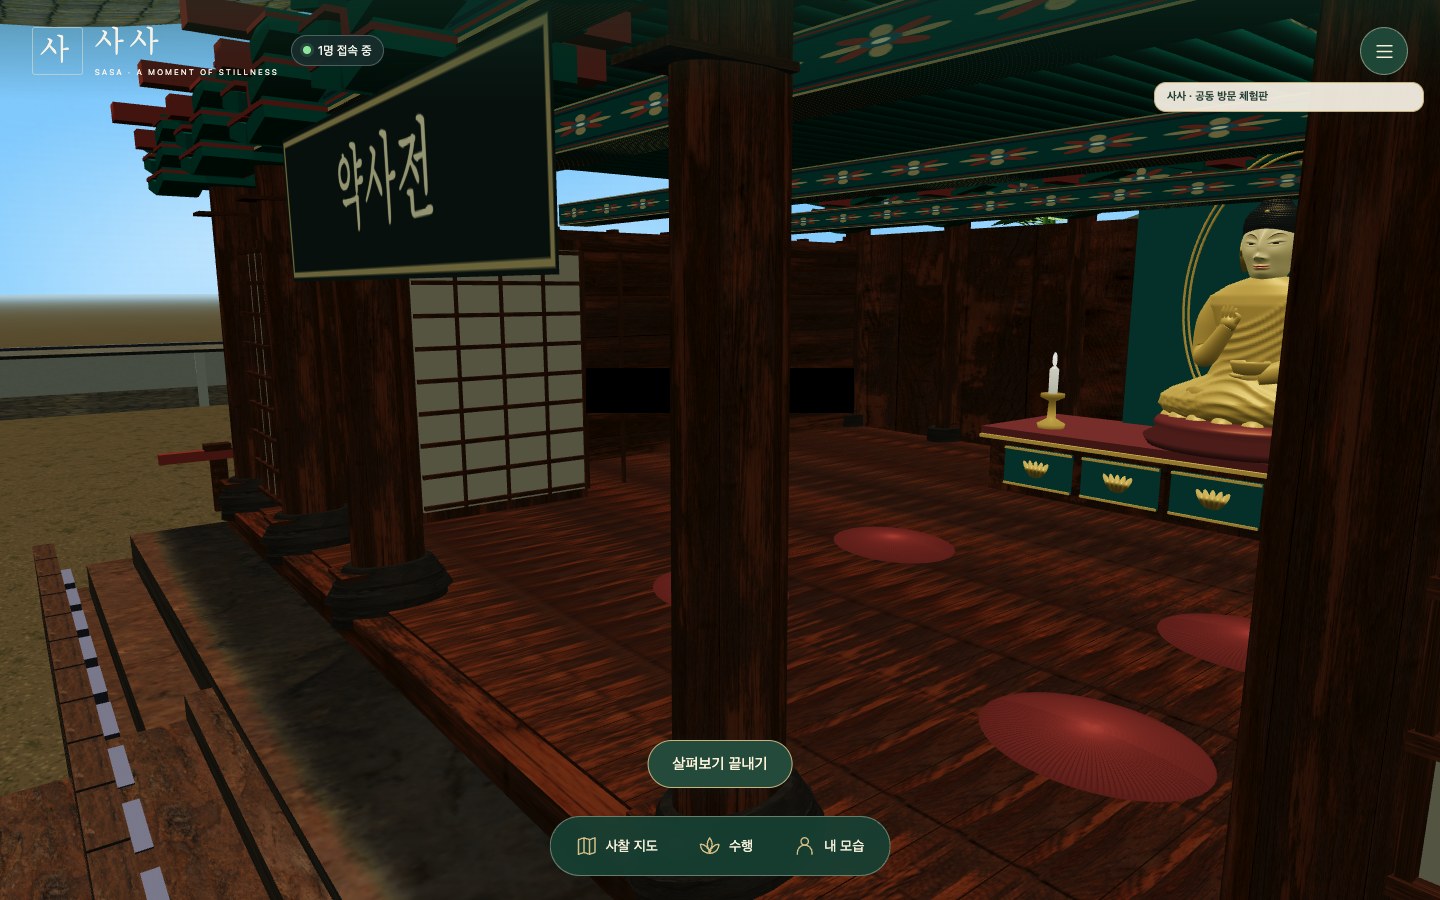 사
사사
SASA · A MOMENT OF STILLNESS
1명 접속 중
사사 · 공동 방문 체험판
약사전
살펴보기 끝내기
사찰 지도
수행
내 모습